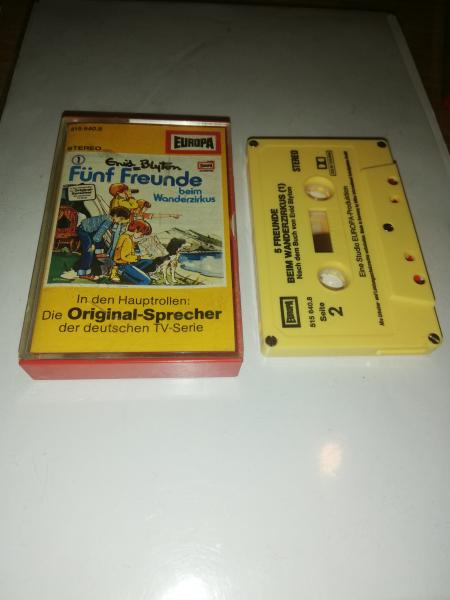 515 640.8
EUROPA
STEREO
1
Enid Blyton
Fünf Freunde
beim
Wanderzirkus
In den Hauptrollen:
Die Original-Sprecher
der deutschen TV-Serie
5 FREUNDE
BEIM WANDERZIRKUS (1)
Nach dem Buch von Enid Blyton
STEREO
EUROPA
515 640.8
Seite
2
Eine Studio EUROPA-Produktion